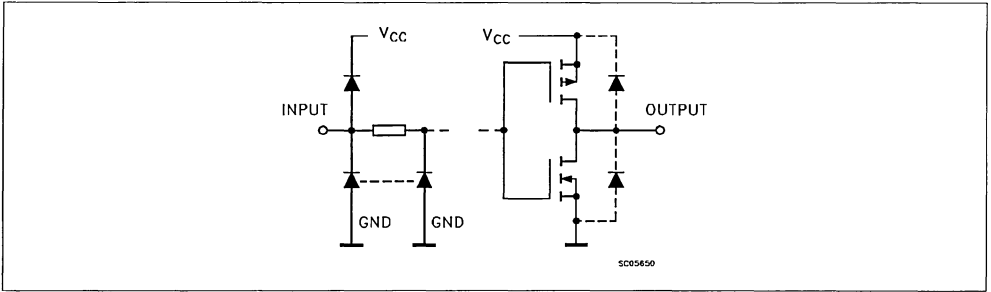 VCC
VCC
INPUT
OUTPUT
GND
GND
SC05650